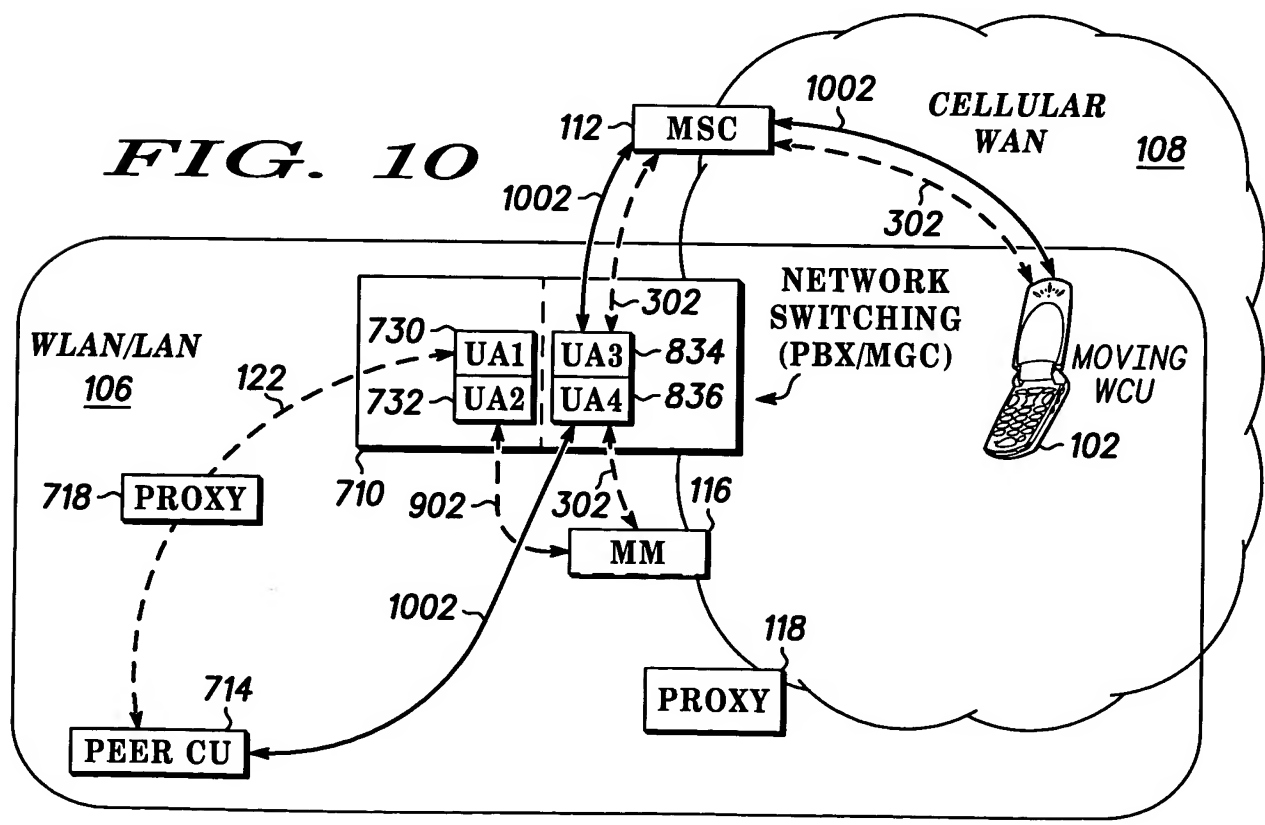 FIG. 10
112
MSC
1002
CELLULAR
WAN
108
1002
302
302
NETWORK
SWITCHING
(PBX/MGC)
WLAN/LAN
106
730
UA1
UA3
834
732
UA2
UA4
836
MOVING
WCU
102
122
718
PROXY
710
902
302
116
MM
1002
118
PROXY
714
PEER CU